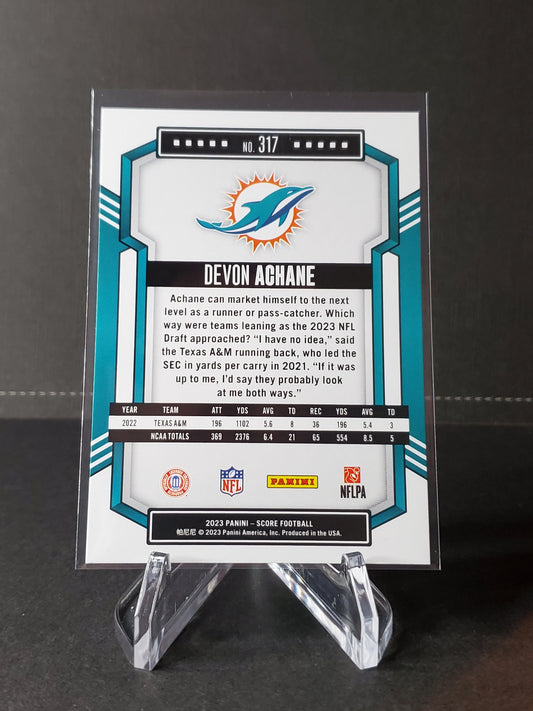 NO. 317
DEVON ACHANE
Achane can market himself to the next
level as a runner or pass-catcher. Which
way were teams leaning as the 2023 NFL
Draft approached? “I have no idea,” said
the Texas A&M running back, who led the
SEC in yards per carry in 2021. “If it
was up to me, I’d say they probably look
at me both ways.”
YEAR TEAM ATT YDS AVG TD REC YDS AVG TD
2022 TEXAS A&M 196 1102 5.6 8 36 196 5.4 3
NCAA TOTALS 369 2376 6.4 21 65 554 8.5 5
NFL PANINI NFLPA
2023 PANINI – SCORE FOOTBALL
帕尼尼 © 2023 Panini America, Inc. Produced in the USA.